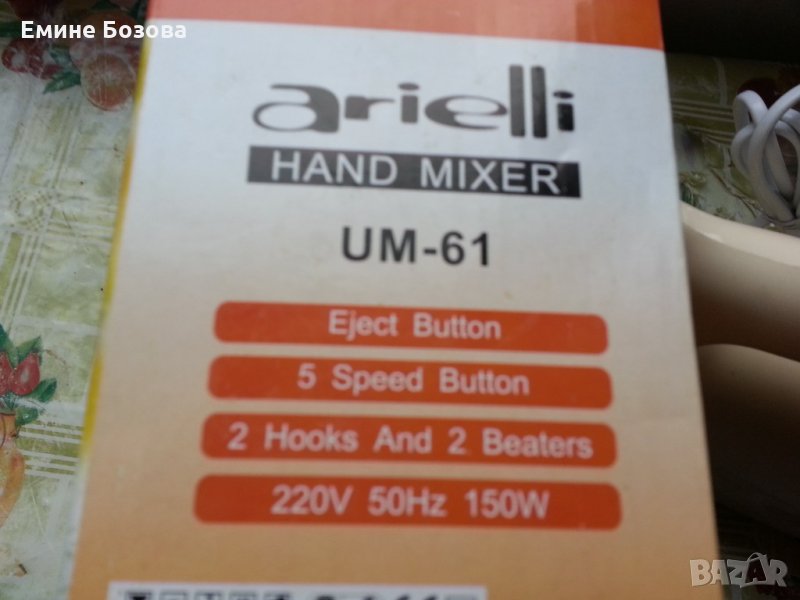 Емине Бозова
arielli
HAND MIXER
UM-61
Eject Button
5 Speed Button
2 Hooks And 2 Beaters
220V 50Hz 150W
BAZAR